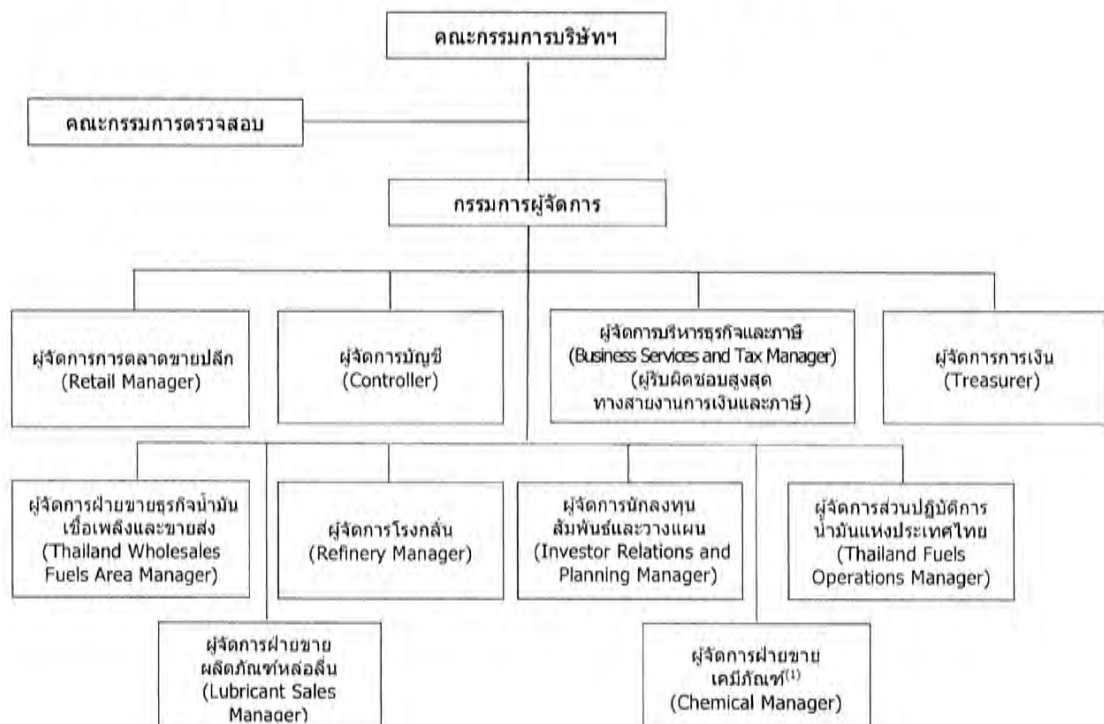 คณะกรรมการบริษัทฯ
คณะกรรมการตรวจสอบ
กรรมการผู้จัดการ
ผู้จัดการการตลาดขายปลีก
(Retail Manager)
ผู้จัดการบัญชี
(Controller)
ผู้จัดการบริหารธุรกิจและภาษี
(Business Services and Tax Manager)
(ผู้รับผิดชอบสูงสุด
ทางสายงานการเงินและภาษี)
ผู้จัดการการเงิน
(Treasurer)
ผู้จัดการฝ่ายขายธุรกิจน้ำมัน
เชื้อเพลิงและขายส่ง
(Thailand Wholesales
Fuels Area Manager)
ผู้จัดการโรงกลั่น
(Refinery Manager)
ผู้จัดการนักลงทุน
สัมพันธ์และวางแผน
(Investor Relations and
Planning Manager)
ผู้จัดการส่วนปฏิบัติการ
น้ำมันแห่งประเทศไทย
(Thailand Fuels
Operations Manager)
ผู้จัดการฝ่ายขาย
ผลิตภัณฑ์หล่อลื่น
(Lubricant Sales
Manager)
ผู้จัดการฝ่ายขาย
เคมีภัณฑ์(1)
(Chemical Manager)